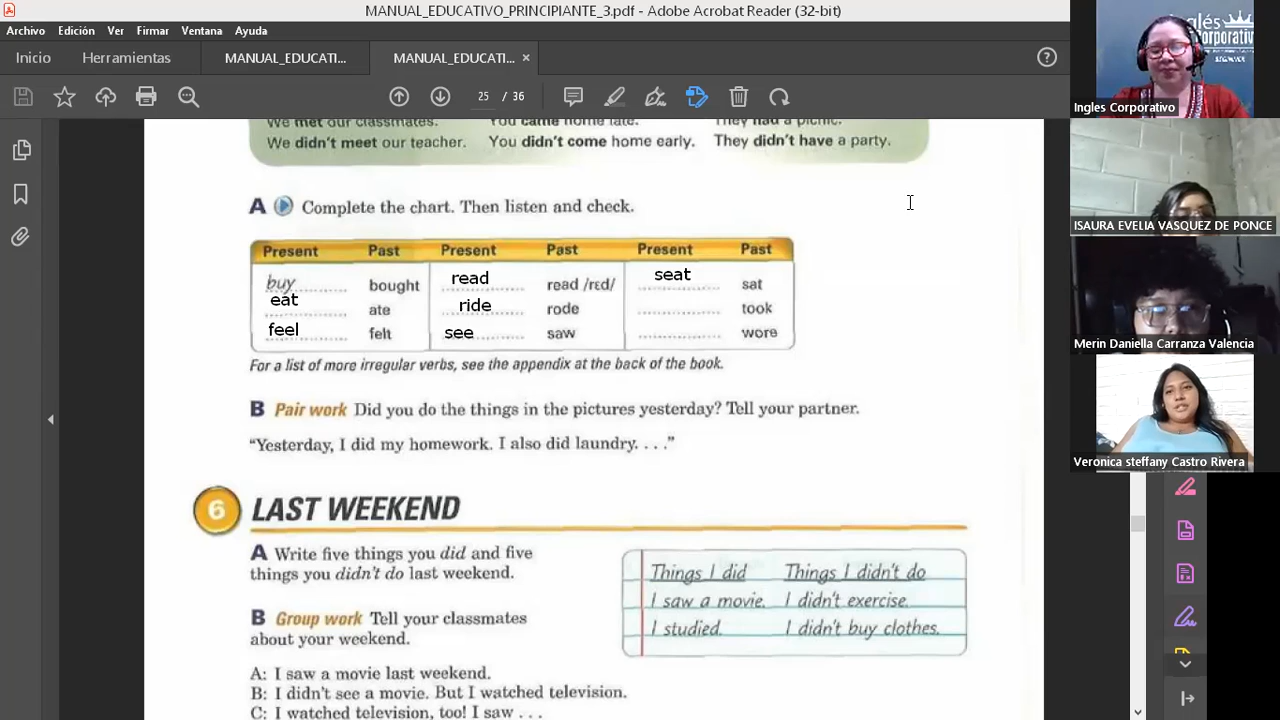 MANUAL_EDUCATIVO_PRINCIPIANTE_3.pdf - Adobe Acrobat Reader (32-bit)
Archivo Edición Ver Firmar Ventana Ayuda
Inicio Herramientas MANUAL_EDUCATI... MANUAL_EDUCATI... ×
25 / 36
We met our classmates. You came home late. They had a picnic.
We didn't meet our teacher. You didn't come home early. They didn't have a party.
A Complete the chart. Then listen and check.
Present Past Present Past Present Past
buy bought read read /rɛd/ seat sat
eat ate ride rode took
feel felt see saw wore
For a list of more irregular verbs, see the appendix at the back of the book.
B Pair work Did you do the things in the pictures yesterday? Tell your partner.
“Yesterday, I did my homework. I also did laundry. . . .”
6 LAST WEEKEND
A Write five things you did and five
things you didn't do last weekend.
Things I did Things I didn't do
I saw a movie. I didn't exercise.
I studied. I didn't buy clothes.
B Group work Tell your classmates
about your weekend.
A: I saw a movie last weekend.
B: I didn't see a movie. But I watched television.
C: I watched television, too! I saw . . .
Inglés
Corporativo
Ingles Corporativo
ISAURA EVELIA VASQUEZ DE PONCE
Merin Daniella Carranza Valencia
Veronica steffany Castro Rivera